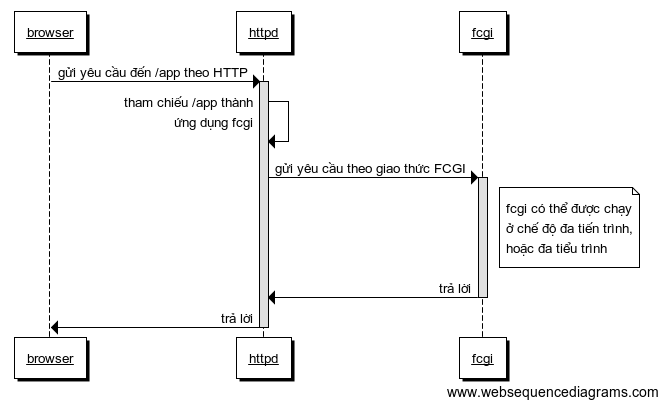 browser
httpd
fcgi
gửi yêu cầu đến /app theo HTTP
tham chiếu /app thành
ứng dụng fcgi
gửi yêu cầu theo giao thức FCGI
fcgi có thể được chạy
ở chế độ đa tiến trình,
hoặc đa tiểu trình
trả lời
trả lời
browser
httpd
fcgi
www.websequencediagrams.com